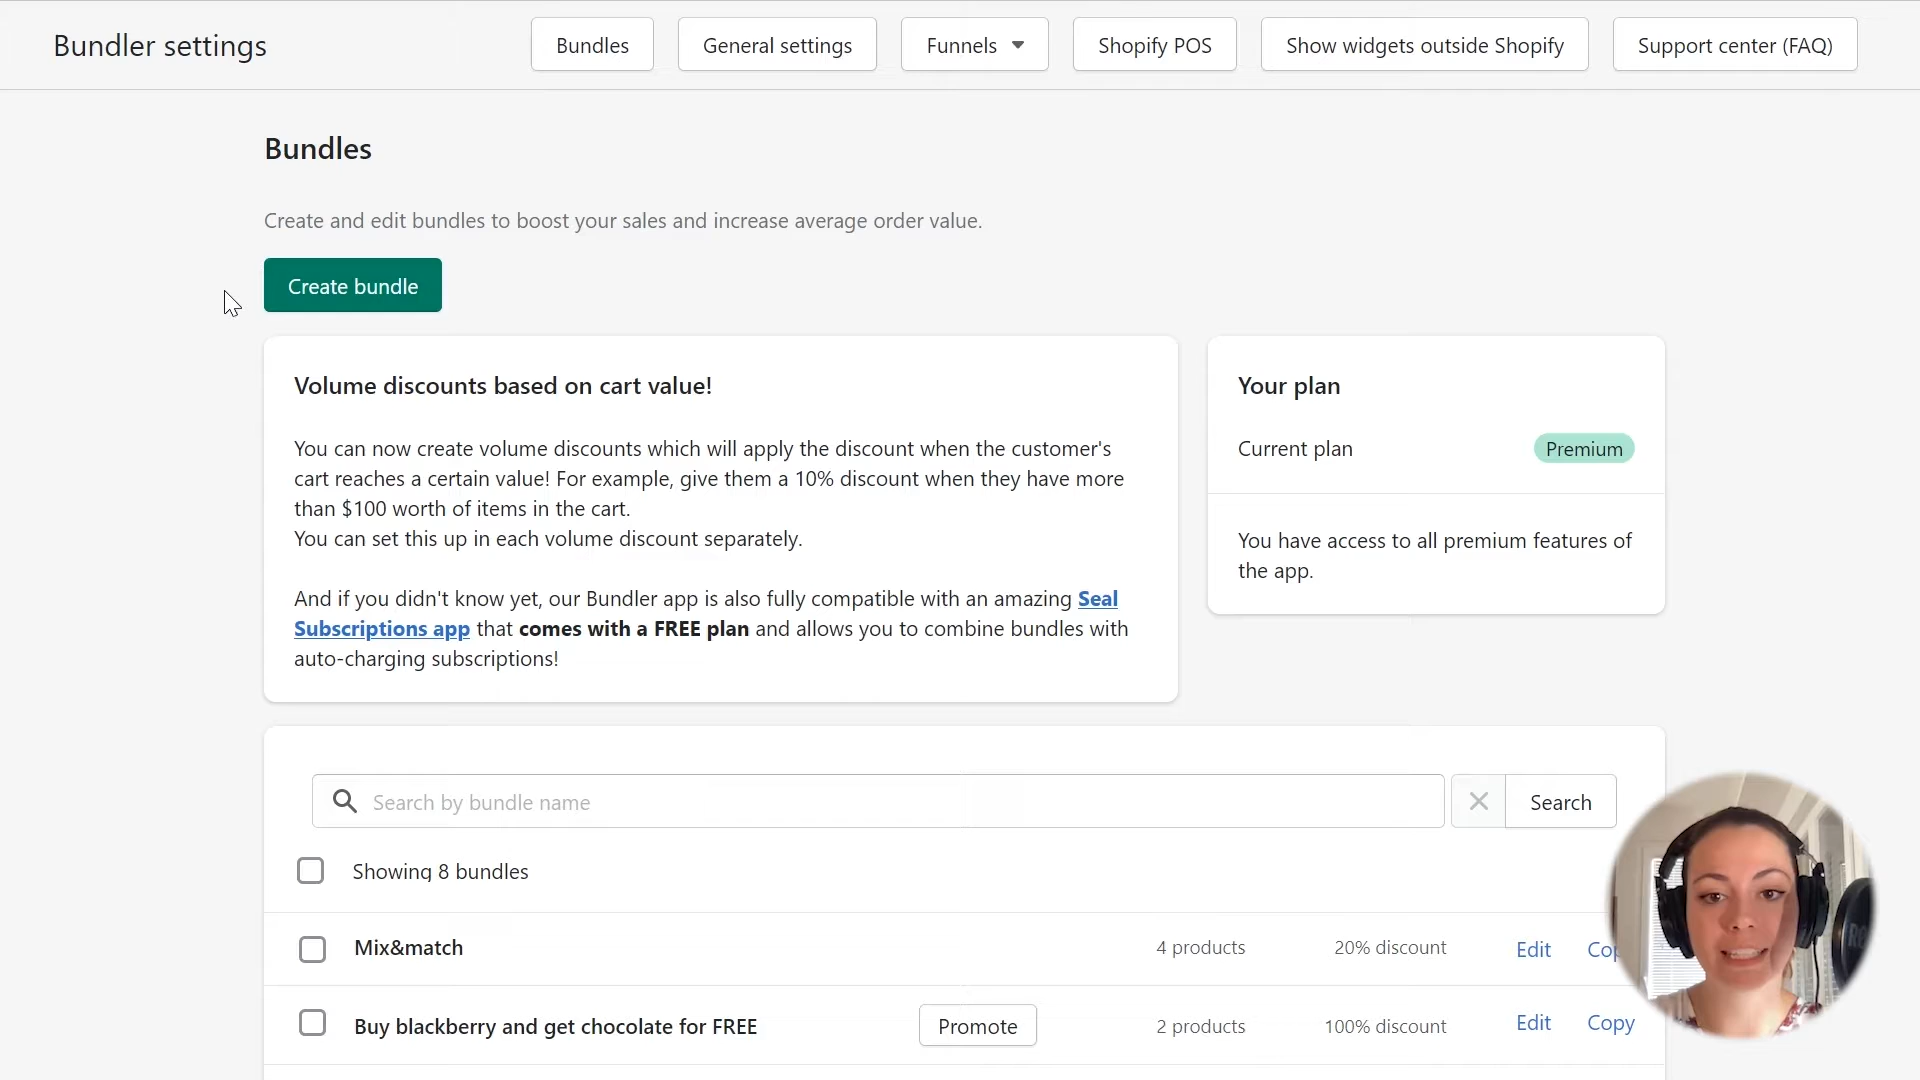 Bundler settings
Bundles
General settings
Funnels
Shopify POS
Show widgets outside Shopify
Support center (FAQ)
Bundles
Create and edit bundles to boost your sales and increase average order value.
Create bundle
Volume discounts based on cart value!
You can now create volume discounts which will apply the discount when the customer's
cart reaches a certain value! For example, give them a 10% discount when they have more
than $100 worth of items in the cart.
You can set this up in each volume discount separately.
And if you didn't know yet, our Bundler app is also fully compatible with an amazing Seal
Subscriptions app that comes with a FREE plan and allows you to combine bundles with
auto-charging subscriptions!
Your plan
Current plan
Premium
You have access to all premium features of
the app.
Search by bundle name
Search
Showing 8 bundles
Mix&match
4 products
20% discount
Edit
Buy blackberry and get chocolate for FREE
Promote
2 products
100% discount
Edit
Copy